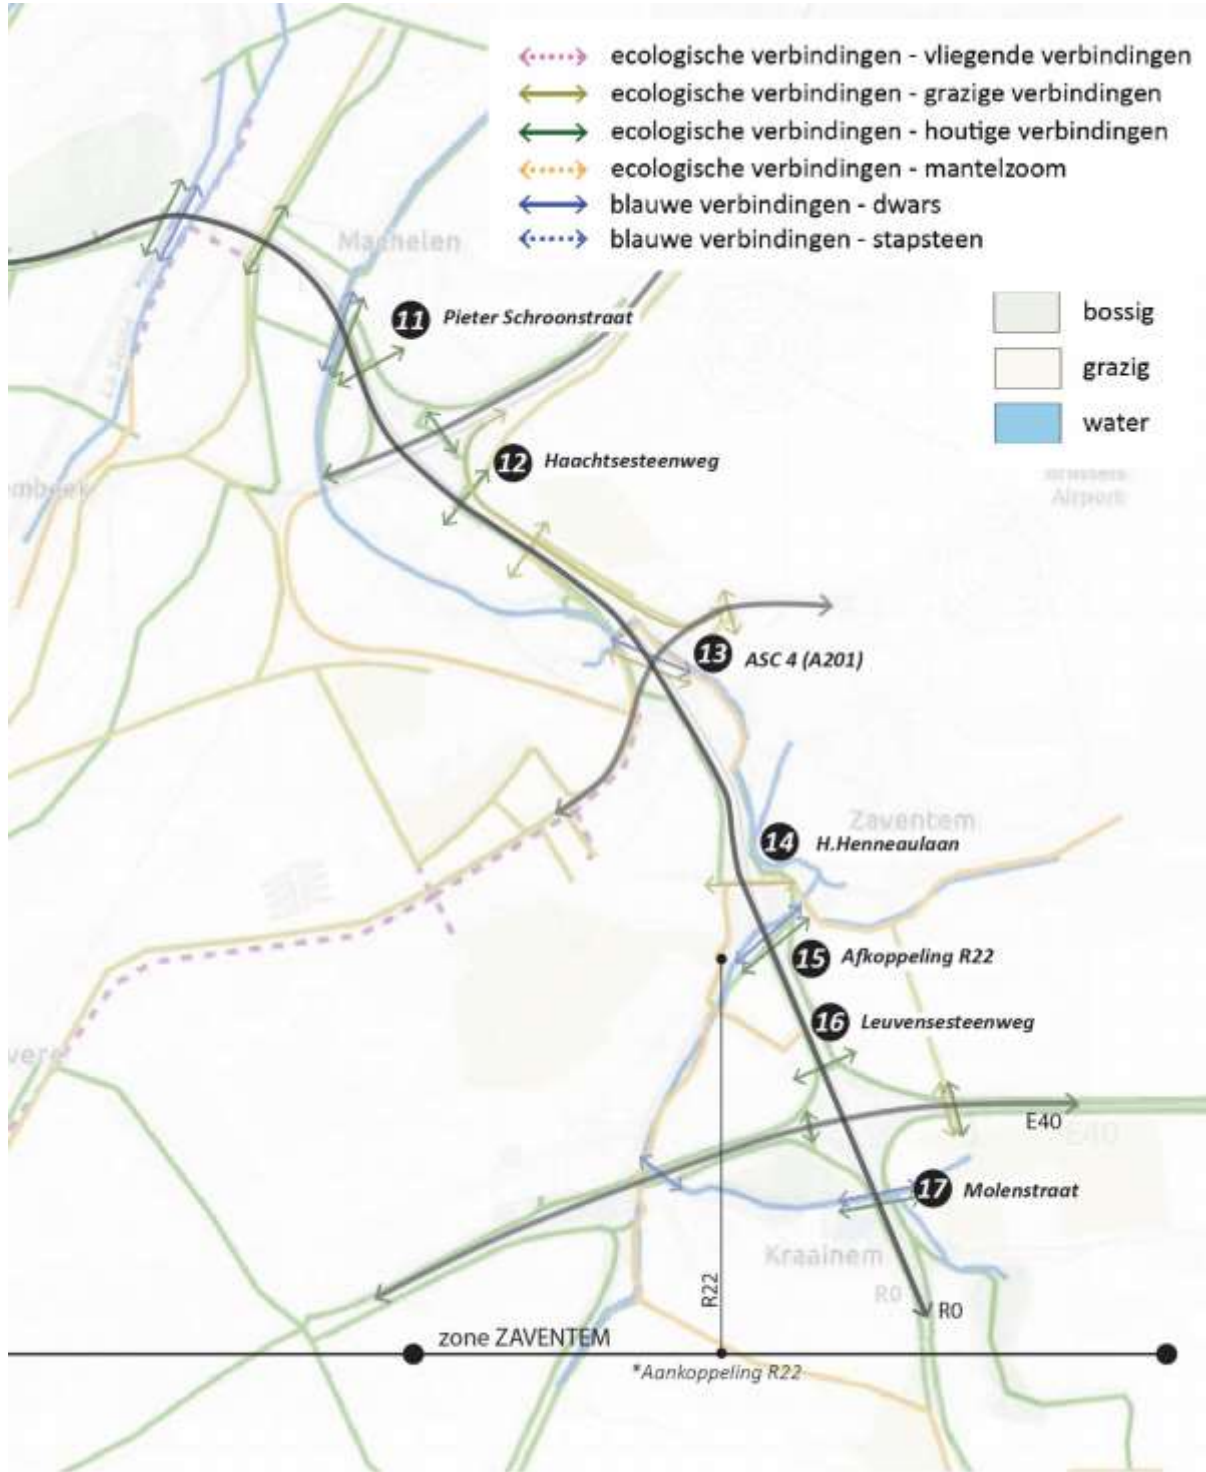 ecologische verbindingen - vliegende verbindingen
ecologische verbindingen - grazige verbindingen
ecologische verbindingen - houtige verbindingen
ecologische verbindingen - mantelzoom
blauwe verbindingen - dwars
blauwe verbindingen - stapsteen
Machelen
bossig
grazig
water
11 Pieter Schroonstraat
12 Haachtsesteenweg
Brussels
Airport
13 ASC 4 (A201)
Zaventem
14 H.Henneaulaan
15 Afkoppeling R22
16 Leuvensesteenweg
E40
E40
17 Molenstraat
Kraainem
R0
R22
R0
zone ZAVENTEM
*Aankoppeling R22